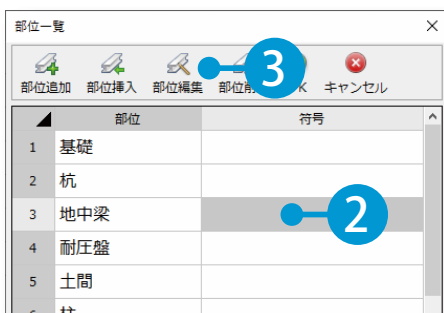 部位一覧
部位追加 部位挿入 部位編集 部位削 K キャンセル
3
部位 符号
1 基礎
2 杭
3 地中梁
2
4 耐圧盤
5 土間